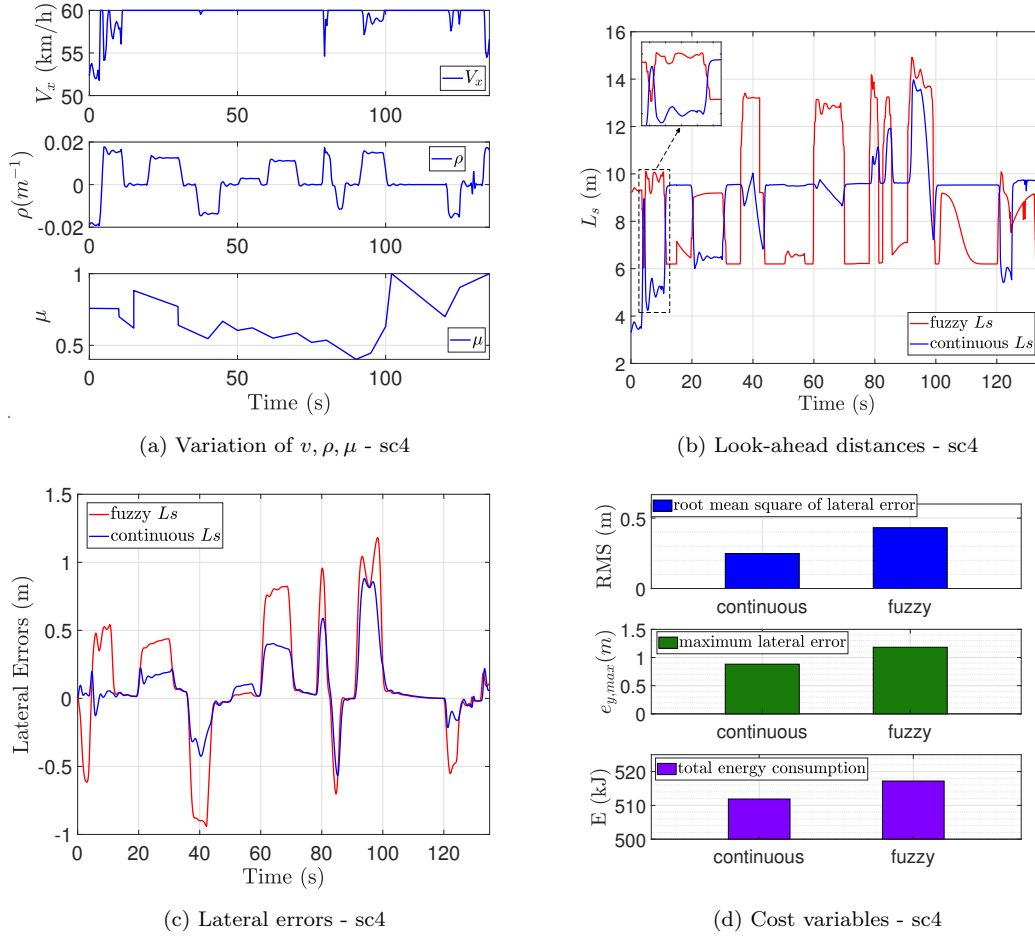 60
55
50
V_x (km/h)
V_x
0
50
100
0.02
0
-0.02
ρ(m^{-1})
ρ
0
50
100
1
0.5
μ
μ
0
50
100
Time (s)
(a) Variation of v, ρ, μ - sc4
16
14
12
10
8
6
4
2
L_s (m)
fuzzy Ls
continuous Ls
0
20
40
60
80
100
120
Time (s)
(b) Look-ahead distances - sc4
1.5
1
0.5
0
-0.5
-1
Lateral Errors (m)
fuzzy Ls
continuous Ls
0
20
40
60
80
100
120
Time (s)
(c) Lateral errors - sc4
root mean square of lateral error
0.5
0
RMS (m)
continuous
fuzzy
maximum lateral error
1.5
1
0.5
0
e_{y,max}(m)
continuous
fuzzy
total energy consumption
520
510
500
E (kJ)
continuous
fuzzy
(d) Cost variables - sc4